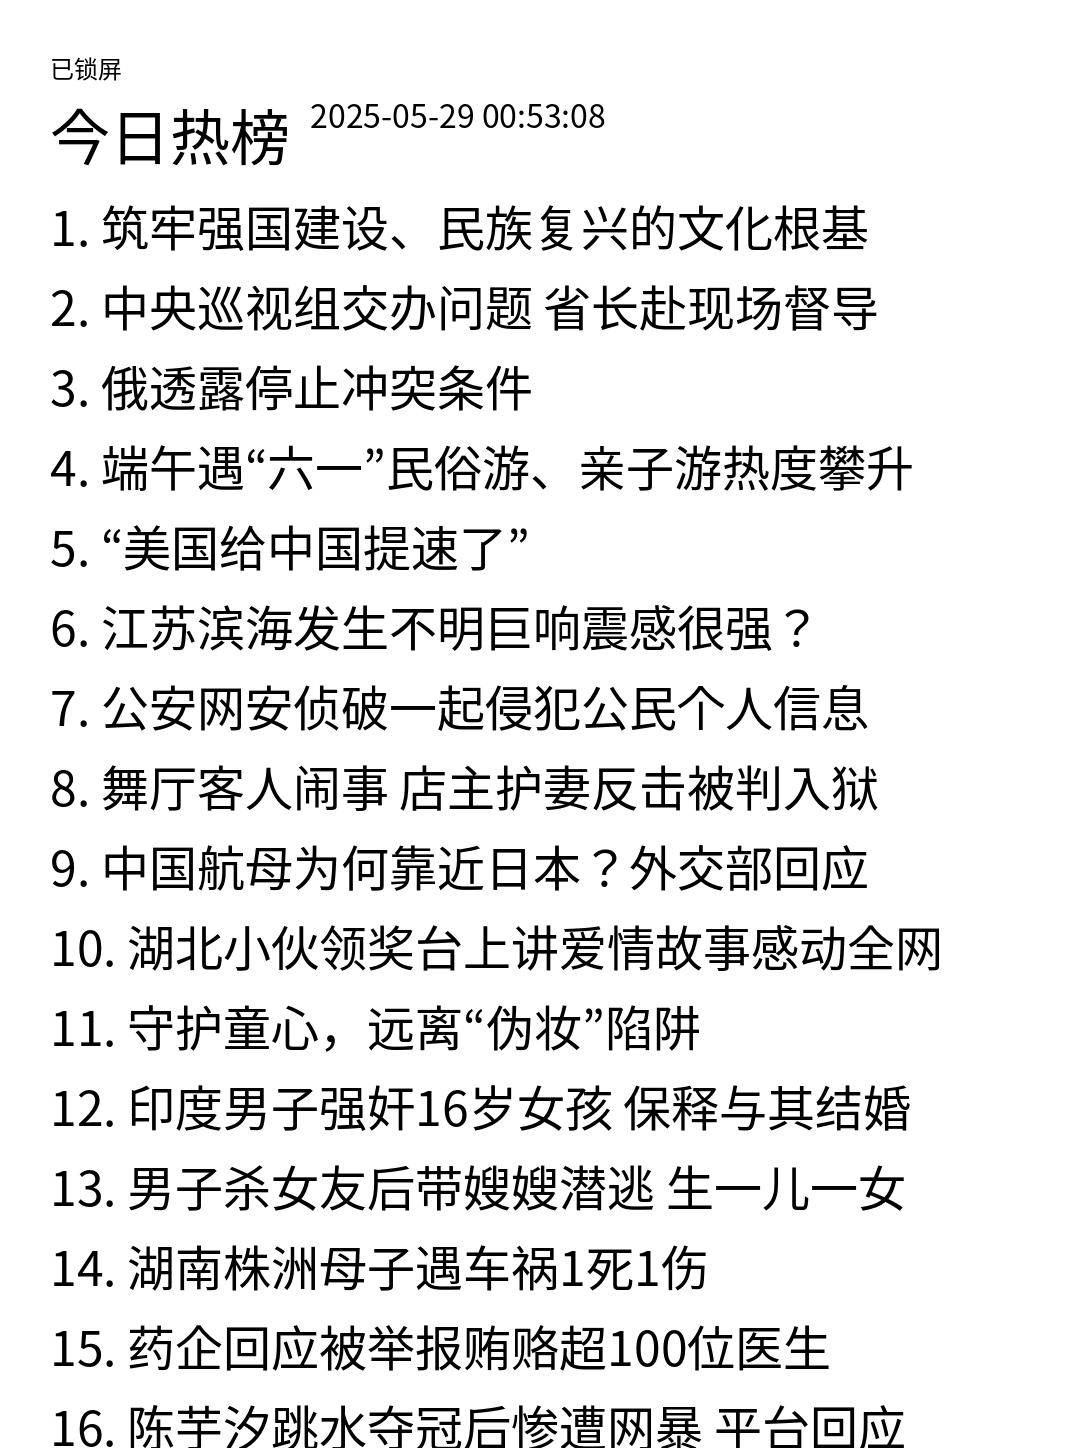 已锁屏
今日热榜 2025-05-29 00:53:08
1. 筑牢强国建设、民族复兴的文化根基
2. 中央巡视组交办问题 省长赴现场督导
3. 俄透露停止冲突条件
4. 端午遇“六一”民俗游、亲子游热度攀升
5. “美国给中国提速了”
6. 江苏滨海发生不明巨响震感很强？
7. 公安网安侦破一起侵犯公民个人信息
8. 舞厅客人闹事 店主护妻反击被判入狱
9. 中国航母为何靠近日本？外交部回应
10. 湖北小伙领奖台上讲爱情故事感动全网
11. 守护童心，远离“伪妆”陷阱
12. 印度男子强奸16岁女孩 保释与其结婚
13. 男子杀女友后带嫂嫂潜逃 生一儿一女
14. 湖南株洲母子遇车祸1死1伤
15. 药企回应被举报贿赂超100位医生
16. 陈芋汐跳水夺冠后惨遭网暴 平台回应